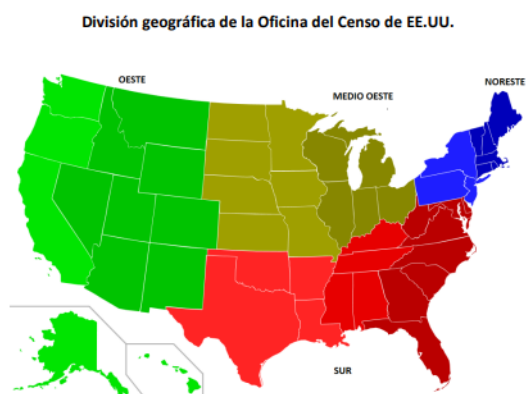 División geográfica de la Oficina del Censo de EE.UU.
OESTE
MEDIO OESTE
NORESTE
SUR